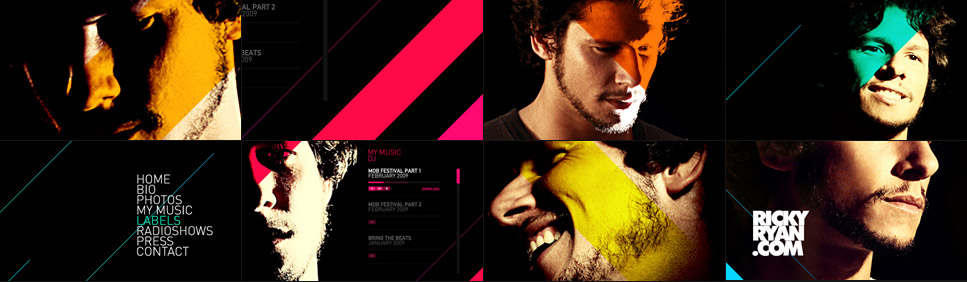 AL PART 2
2009
BEATS
009
HOME
BIO
PHOTOS
MY MUSIC
LABELS
RADIOSHOWS
PRESS
CONTACT
MY MUSIC
DJ
MOB FESTIVAL PART 1
FEBRUARY 2009
DOWNLOAD
MOB FESTIVAL PART 2
FEBRUARY 2009
BRING THE BEATS
JANUARY 2009
RICKY
RYAN
.COM